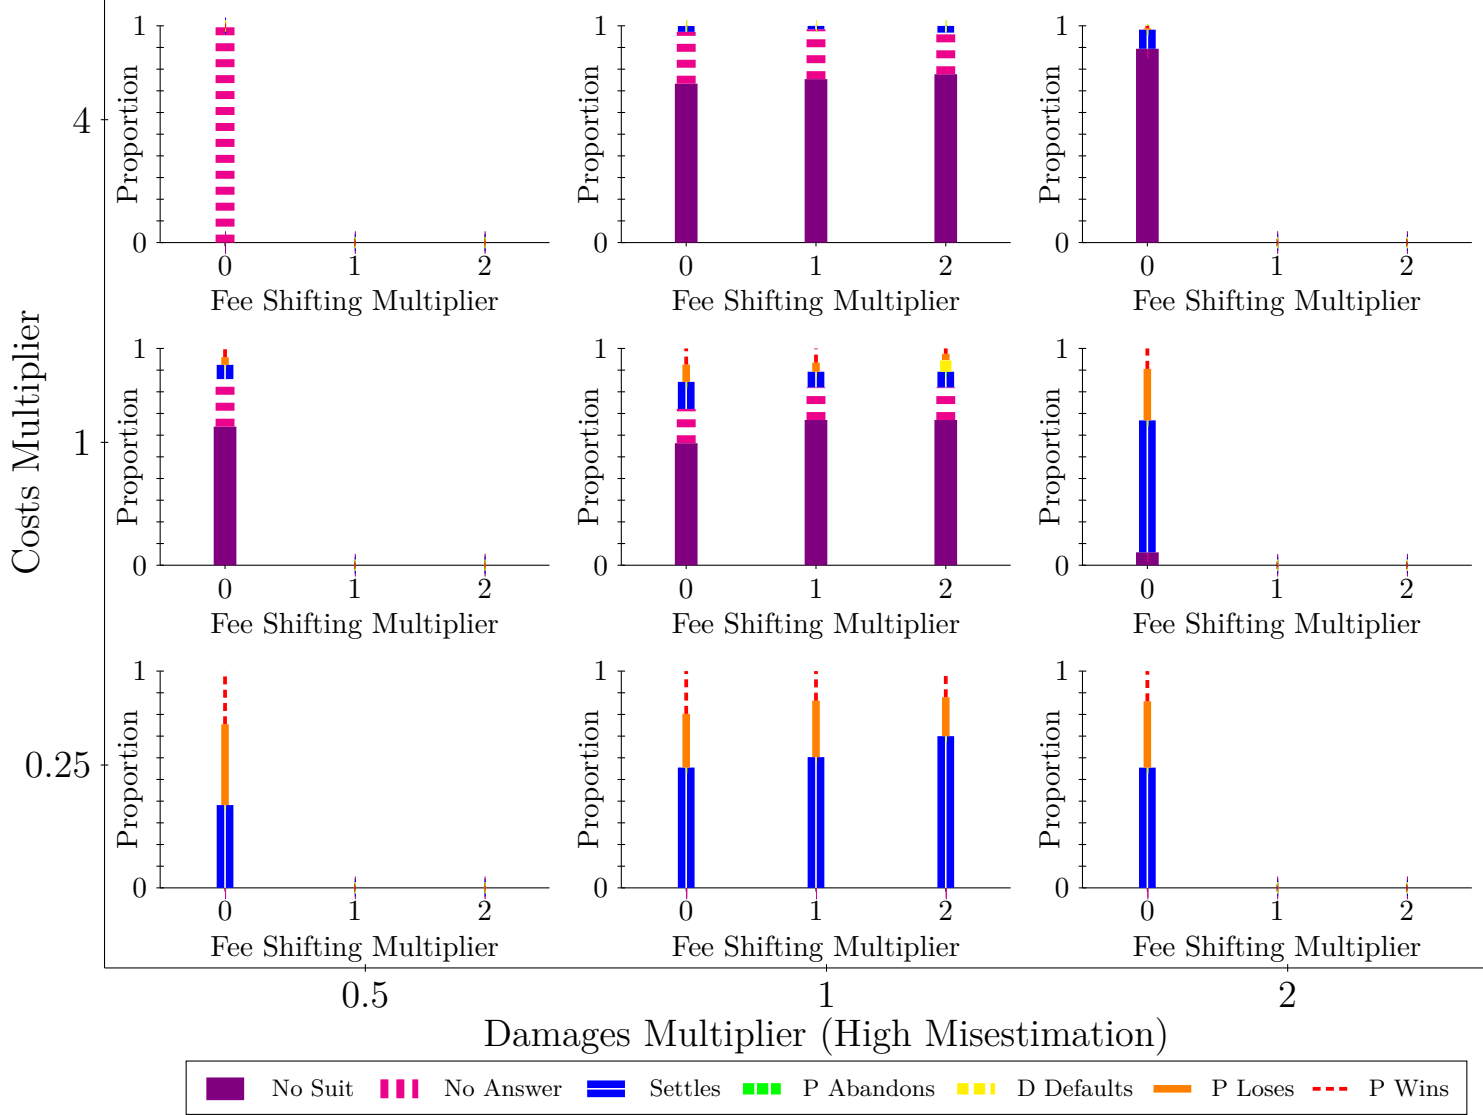 1
Proportion
0
0 1 2
Fee Shifting Multiplier
1
Proportion
0
0 1 2
Fee Shifting Multiplier
1
Proportion
0
0 1 2
Fee Shifting Multiplier
4
1
Proportion
0
0 1 2
Fee Shifting Multiplier
1
Proportion
0
0 1 2
Fee Shifting Multiplier
1
Proportion
0
0 1 2
Fee Shifting Multiplier
1
Costs Multiplier
1
Proportion
0
0 1 2
Fee Shifting Multiplier
1
Proportion
0
0 1 2
Fee Shifting Multiplier
1
Proportion
0
0 1 2
Fee Shifting Multiplier
0.25
0.5 1 2
Damages Multiplier (High Misestimation)
No Suit No Answer Settles P Abandons D Defaults P Loses P Wins